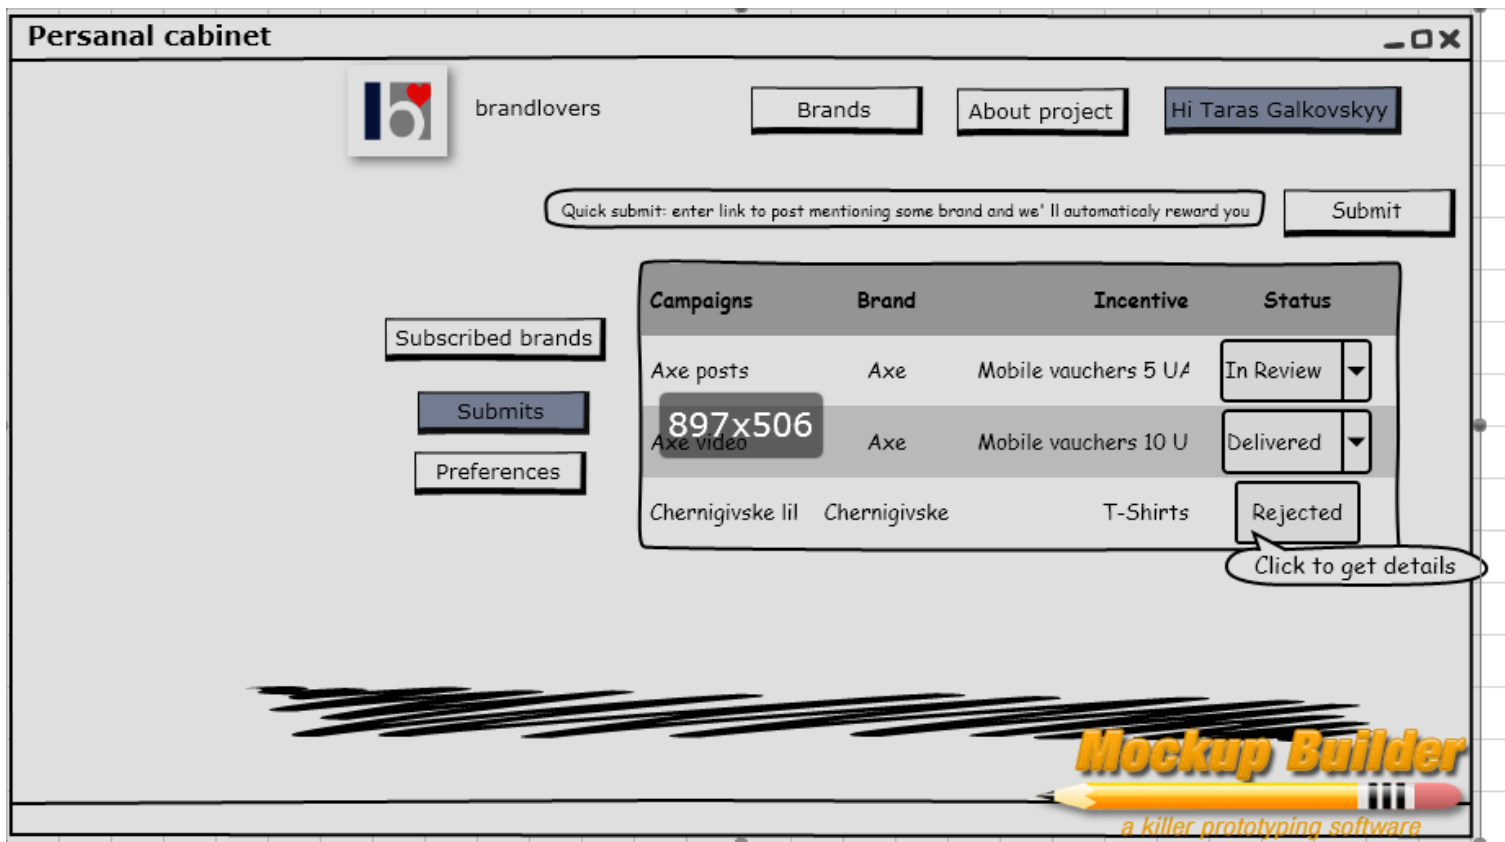 Persanal cabinet
brandlovers
Brands
About project
Hi Taras Galkovskyy
Quick submit: enter link to post mentioning some brand and we' ll automaticaly reward you
Submit
Campaigns Brand Incentive Status
Subscribed brands
Axe posts Axe Mobile vauchers 5 UA In Review
Submits
897x506
Axe video Axe Mobile vauchers 10 U Delivered
Preferences
Chernigivske lil Chernigivske T-Shirts Rejected
Click to get details
Mockup Builder
a killer prototyping software